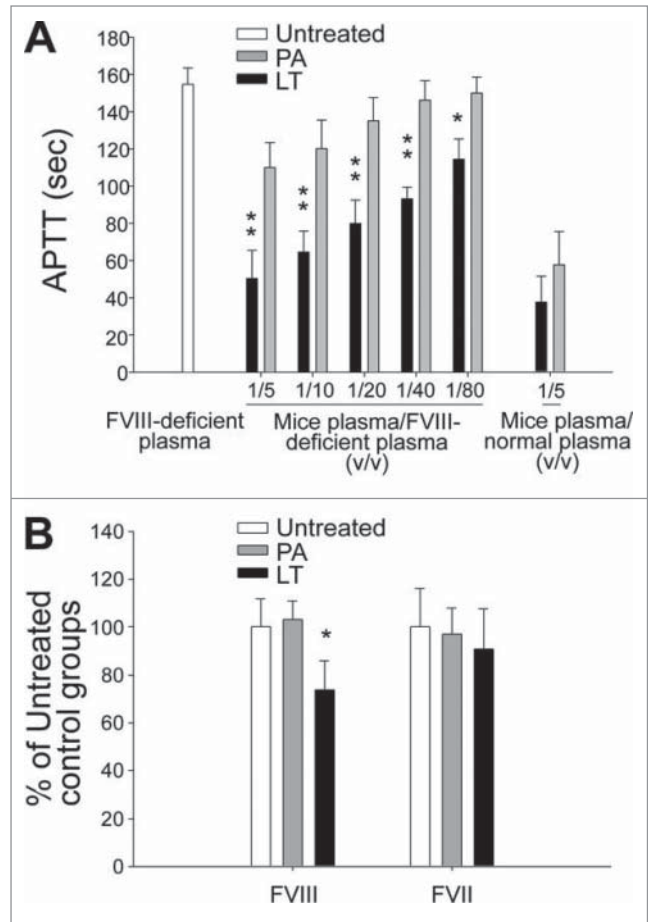 A
Untreated
PA
LT
APTT (sec)
180
160
140
120
100
80
60
40
20
0
** ** ** ** *
1/5 1/10 1/20 1/40 1/80 1/5
FVIII-deficient
plasma
Mice plasma/FVIII-
deficient plasma
(v/v)
Mice plasma/
normal plasma
(v/v)
B
Untreated
PA
LT
% of Untreated
control groups
140
120
100
80
60
40
20
0
*
FVIII FVII